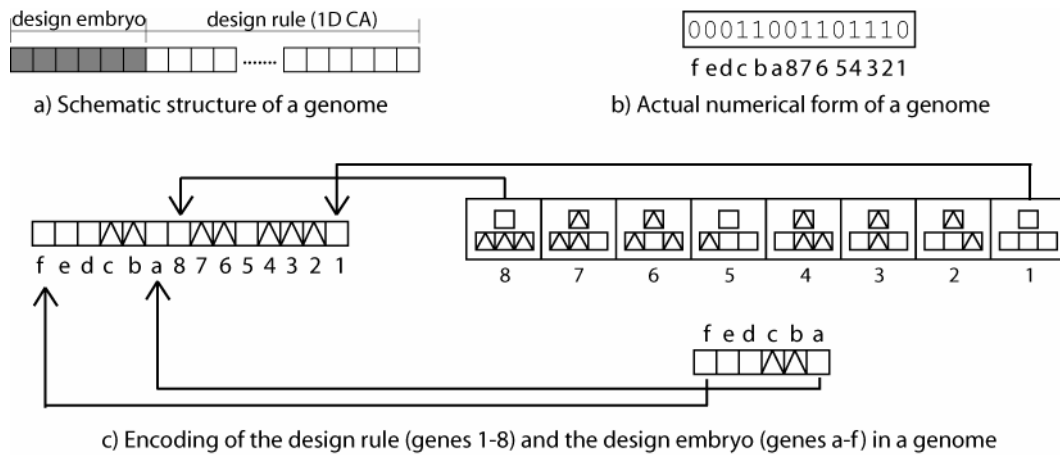 design embryo design rule (1D CA)
.......
a) Schematic structure of a genome
00011001101110
f e d c b a 8 7 6 5 4 3 2 1
b) Actual numerical form of a genome
f e d c b a 8 7 6 5 4 3 2 1
8 7 6 5 4 3 2 1
f e d c b a
c) Encoding of the design rule (genes 1-8) and the design embryo (genes a-f) in a genome